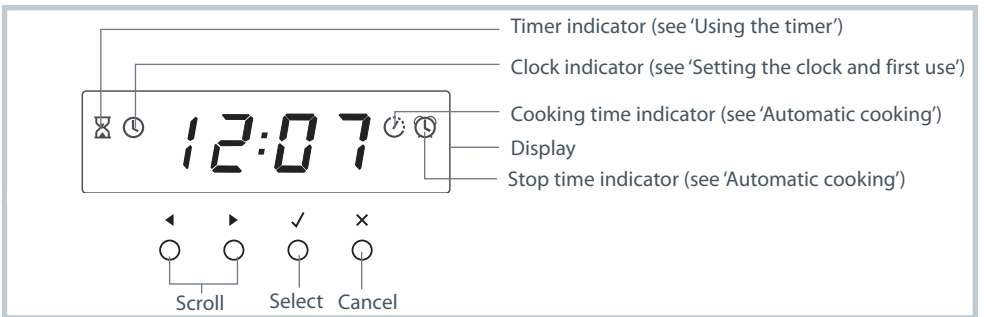 Timer indicator (see ‘Using the timer’)
Clock indicator (see ‘Setting the clock and first use’)
Cooking time indicator (see ‘Automatic cooking’)
12:07
Display
Stop time indicator (see ‘Automatic cooking’)
Scroll
Select
Cancel